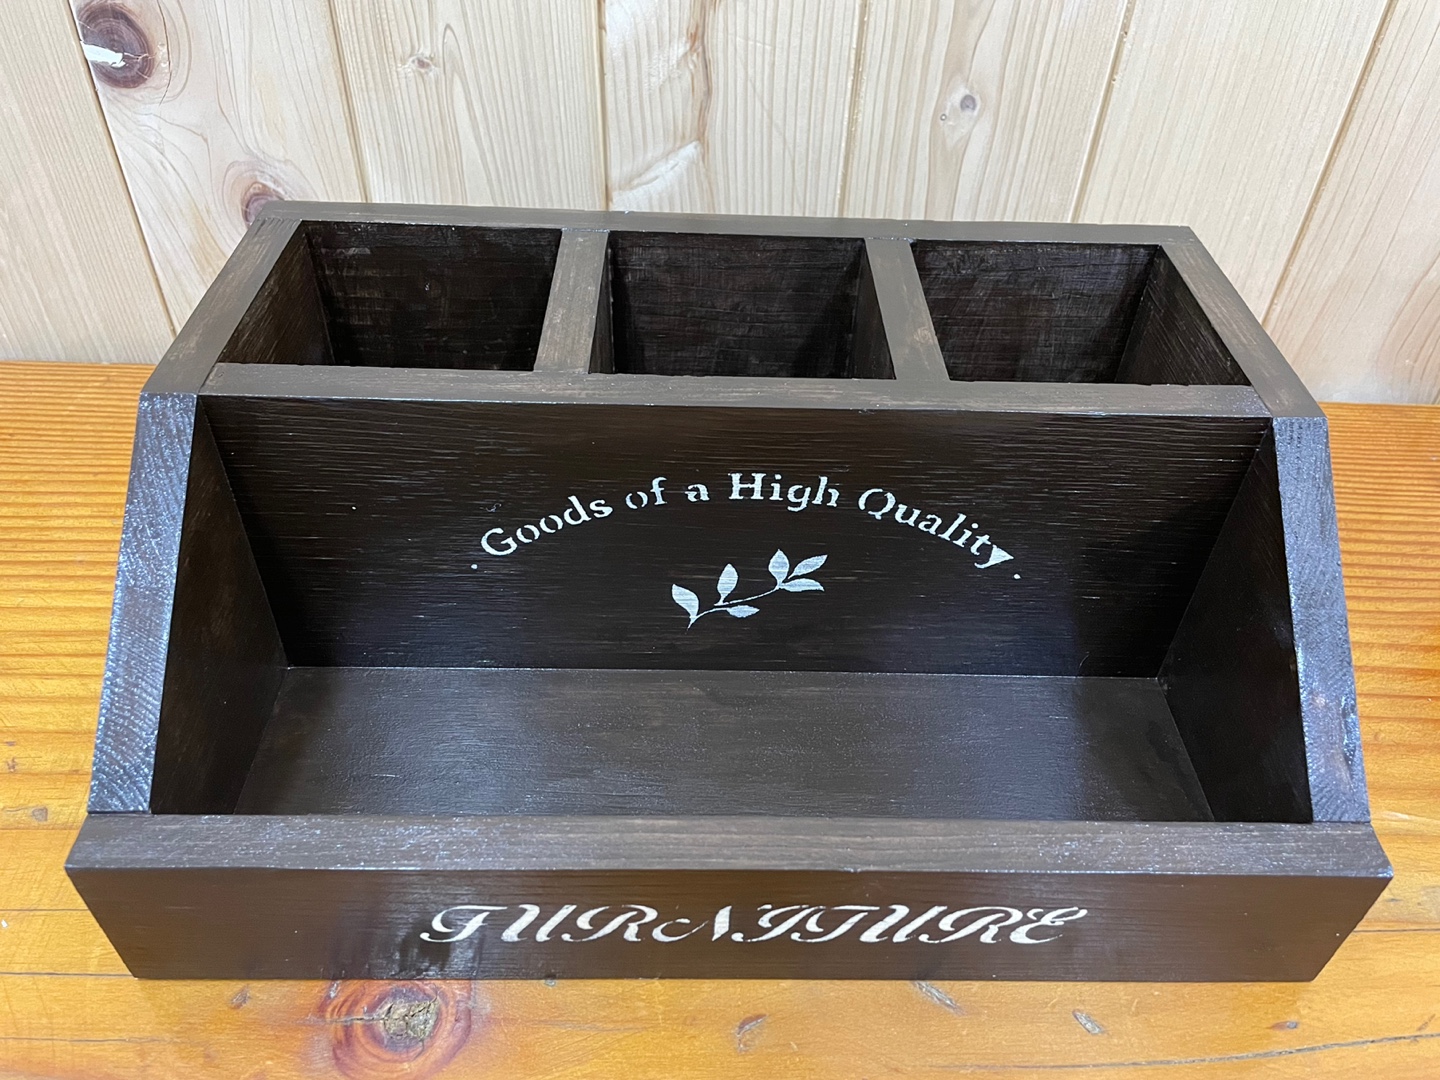 . Goods of a High Quality .
FURNITURE